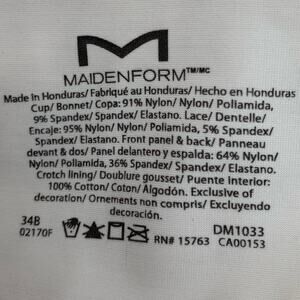 M
MAIDENFORM™/MC
Made in Honduras/ Fabriqué au Honduras/ Hecho en Honduras
Cup/ Bonnet/ Copa: 91% Nylon/ Nylon/ Poliamida,
9% Spandex/ Spandex/ Elastano. Lace/ Dentelle/
Encaje: 95% Nylon/ Nylon/ Poliamida, 5% Spandex/
Spandex/ Elastano. Front panel & back/ Panneau
devant & dos/ Panel delantero y espalda: 64% Nylon/
Nylon/ Poliamida, 36% Spandex/ Spandex/ Elastano.
Crotch lining/ Doublure gousset/ Puente interior:
100% Cotton/ Coton/ Algodón. Exclusive of
decoration/ Ornements non compris/ Excluyendo
decoración.
34B
02170F
DM1033
RN# 15763 CA00153